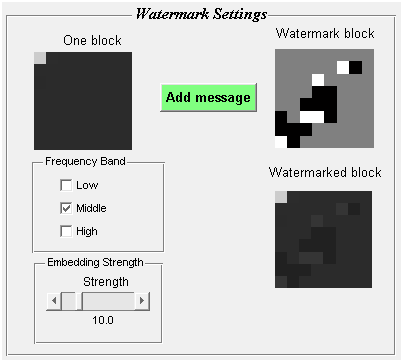 Watermark Settings
One block
Watermark block
Add message
Frequency Band
Low
Middle
High
Watermarked block
Embedding Strength
Strength
10.0